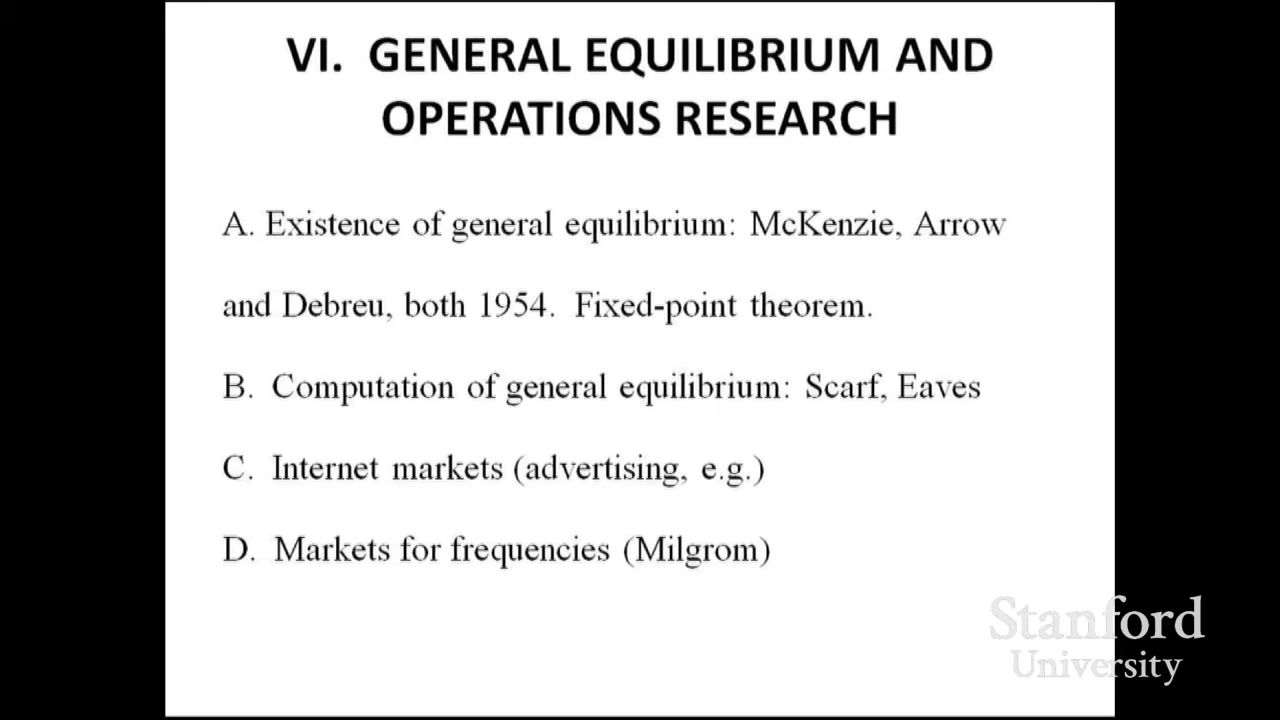 VI. GENERAL EQUILIBRIUM AND
OPERATIONS RESEARCH
A. Existence of general equilibrium: McKenzie, Arrow
and Debreu, both 1954. Fixed-point theorem.
B. Computation of general equilibrium: Scarf, Eaves
C. Internet markets (advertising, e.g.)
D. Markets for frequencies (Milgrom)
Stanford
University